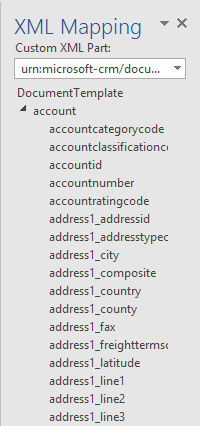 XML Mapping
Custom XML Part:
urn:microsoft-crm/docu...
DocumentTemplate
account
accountcategorycode
accountclassificationc
accountid
accountnumber
accountratingcode
address1_addressid
address1_addresstypec
address1_city
address1_composite
address1_country
address1_county
address1_fax
address1_freighttermsc
address1_latitude
address1_line1
address1_line2
address1_line3